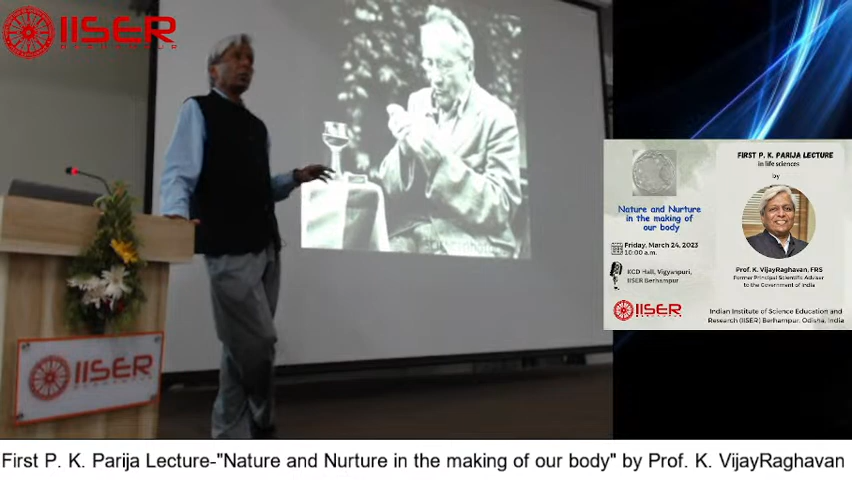 IISER
BERHAMPUR
FIRST P. K. PARIJA LECTURE
in life sciences
by
Nature and Nurture
in the making of
our body
Friday, March 24, 2023
10:00 a.m.
KCD Hall, Vigyanpuri,
IISER Berhampur
Prof. K. VijayRaghavan, FRS
Former Principal Scientific Adviser
to the Government of India
IISER
Indian Institute of Science Education and
Research (IISER) Berhampur, Odisha, India
IISER
BERHAMPUR
First P. K. Parija Lecture-"Nature and Nurture in the making of our body" by Prof. K. VijayRaghavan